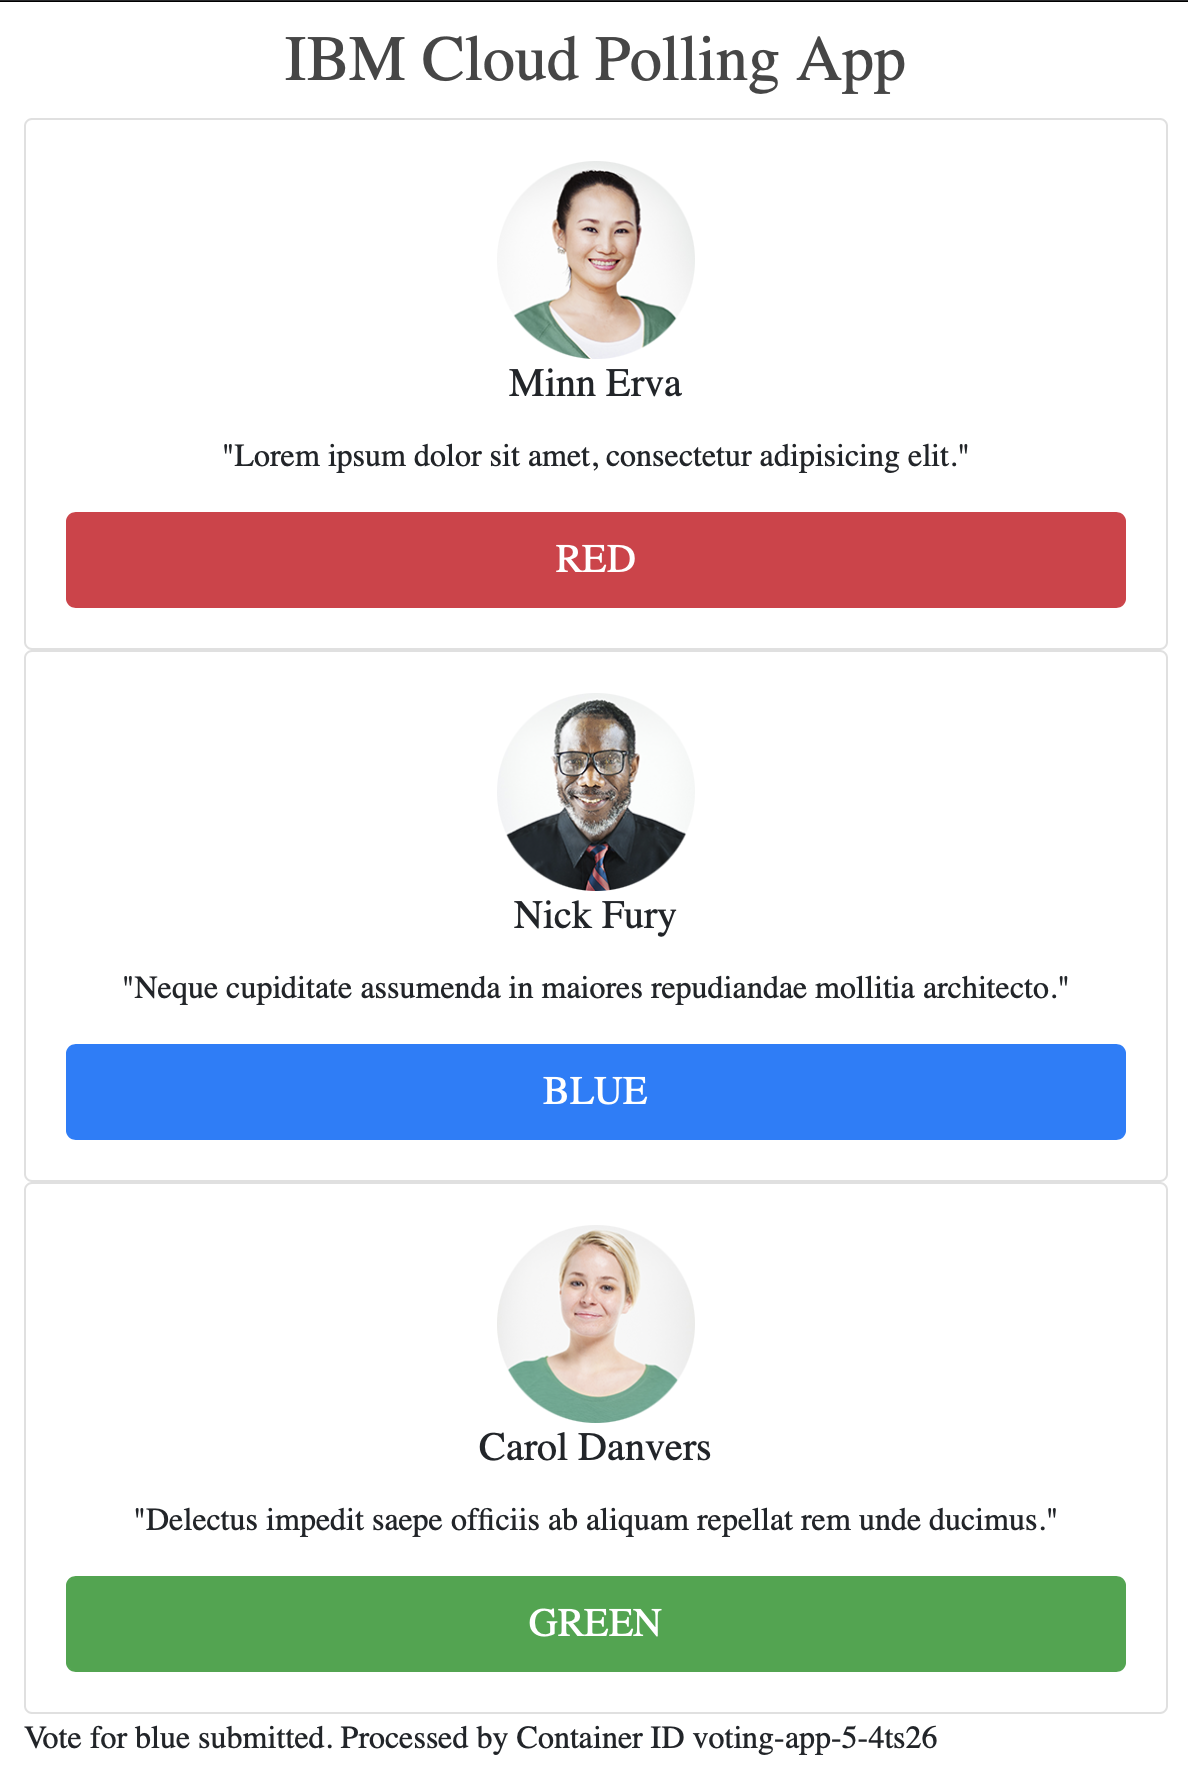 IBM Cloud Polling App
Minn Erva
"Lorem ipsum dolor sit amet, consectetur adipisicing elit."
RED
Nick Fury
"Neque cupiditate assumenda in maiores repudiandae mollitia architecto."
BLUE
Carol Danvers
"Delectus impedit saepe officiis ab aliquam repellat rem unde ducimus."
GREEN
Vote for blue submitted. Processed by Container ID voting-app-5-4ts26